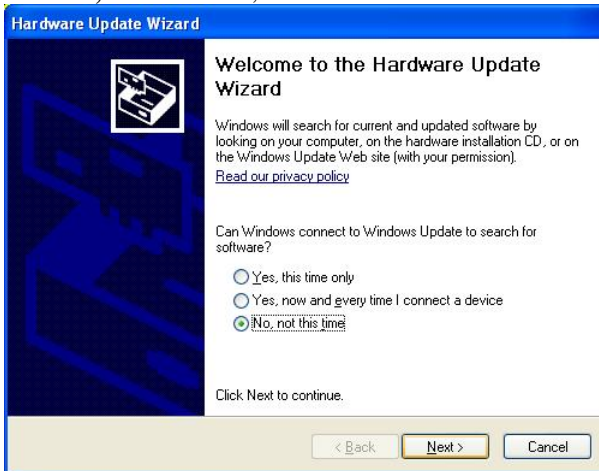 Hardware Update Wizard
Welcome to the Hardware Update
Wizard
Windows will search for current and updated software by
looking on your computer, on the hardware installation CD, or on
the Windows Update Web site (with your permission).
Read our privacy policy
Can Windows connect to Windows Update to search for
software?
Yes, this time only
Yes, now and every time I connect a device
No, not this time
Click Next to continue.
< Back
Next >
Cancel